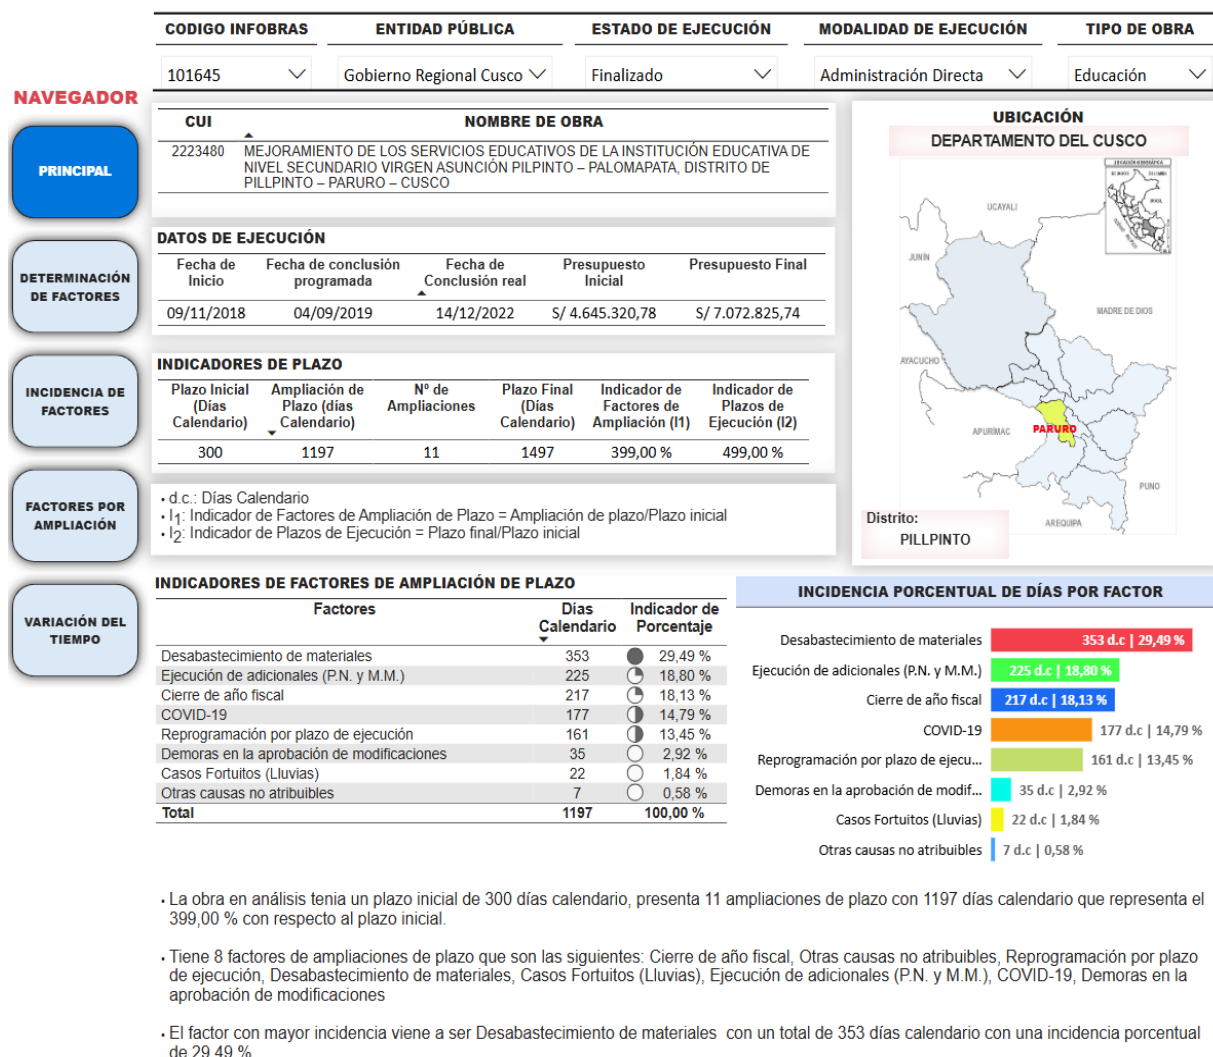 CODIGO INFOBRAS ENTIDAD PÚBLICA ESTADO DE EJECUCIÓN MODALIDAD DE EJECUCIÓN TIPO DE OBRA
101645 Gobierno Regional Cusco Finalizado Administración Directa Educación
NAVEGADOR
PRINCIPAL
DETERMINACIÓN
DE FACTORES
INCIDENCIA DE
FACTORES
FACTORES POR
AMPLIACIÓN
VARIACIÓN DEL
TIEMPO
CUI NOMBRE DE OBRA
2223480 MEJORAMIENTO DE LOS SERVICIOS EDUCATIVOS DE LA INSTITUCIÓN EDUCATIVA DE
NIVEL SECUNDARIO VIRGEN ASUNCIÓN PILPINTO – PALOMAPATA, DISTRITO DE
PILLPINTO – PARURO – CUSCO
DATOS DE EJECUCIÓN
Fecha de Fecha de conclusión Fecha de Presupuesto Presupuesto Final
Inicio programada Conclusión real Inicial
09/11/2018 04/09/2019 14/12/2022 S/ 4.645.320,78 S/ 7.072.825,74
INDICADORES DE PLAZO
Plazo Inicial Ampliación de Nº de Plazo Final Indicador de Indicador de
(Días Plazo (días Ampliaciones (Días Factores de Plazos de
Calendario) Calendario) Calendario) Ampliación (I1) Ejecución (I2)
300 1197 11 1497 399,00 % 499,00 %
• d.c.: Días Calendario
• I1: Indicador de Factores de Ampliación de Plazo = Ampliación de plazo/Plazo inicial
• I2: Indicador de Plazos de Ejecución = Plazo final/Plazo inicial
UBICACIÓN
DEPARTAMENTO DEL CUSCO
UCAYALI
JUNÍN
MADRE DE DIOS
AYACUCHO
APURÍMAC
PARURO
PUNO
AREQUIPA
Distrito:
PILLPINTO
INDICADORES DE FACTORES DE AMPLIACIÓN DE PLAZO
Factores Días Indicador de
Calendario Porcentaje
Desabastecimiento de materiales 353 29,49 %
Ejecución de adicionales (P.N. y M.M.) 225 18,80 %
Cierre de año fiscal 217 18,13 %
COVID-19 177 14,79 %
Reprogramación por plazo de ejecución 161 13,45 %
Demoras en la aprobación de modificaciones 35 2,92 %
Casos Fortuitos (Lluvias) 22 1,84 %
Otras causas no atribuibles 7 0,58 %
Total 1197 100,00 %
INCIDENCIA PORCENTUAL DE DÍAS POR FACTOR
Desabastecimiento de materiales 353 d.c | 29,49 %
Ejecución de adicionales (P.N. y M.M.) 225 d.c | 18,80 %
Cierre de año fiscal 217 d.c | 18,13 %
COVID-19 177 d.c | 14,79 %
Reprogramación por plazo de ejecu... 161 d.c | 13,45 %
Demoras en la aprobación de modif... 35 d.c | 2,92 %
Casos Fortuitos (Lluvias) 22 d.c | 1,84 %
Otras causas no atribuibles 7 d.c | 0,58 %
• La obra en análisis tenia un plazo inicial de 300 días calendario, presenta 11 ampliaciones de plazo con 1197 días calendario que representa el
399,00 % con respecto al plazo inicial.
• Tiene 8 factores de ampliaciones de plazo que son las siguientes: Cierre de año fiscal, Otras causas no atribuibles, Reprogramación por plazo
de ejecución, Desabastecimiento de materiales, Casos Fortuitos (Lluvias), Ejecución de adicionales (P.N. y M.M.), COVID-19, Demoras en la
aprobación de modificaciones
• El factor con mayor incidencia viene a ser Desabastecimiento de materiales con un total de 353 días calendario con una incidencia porcentual
de 29,49 %